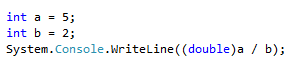 int a = 5;
int b = 2;
System.Console.WriteLine((double)a / b);